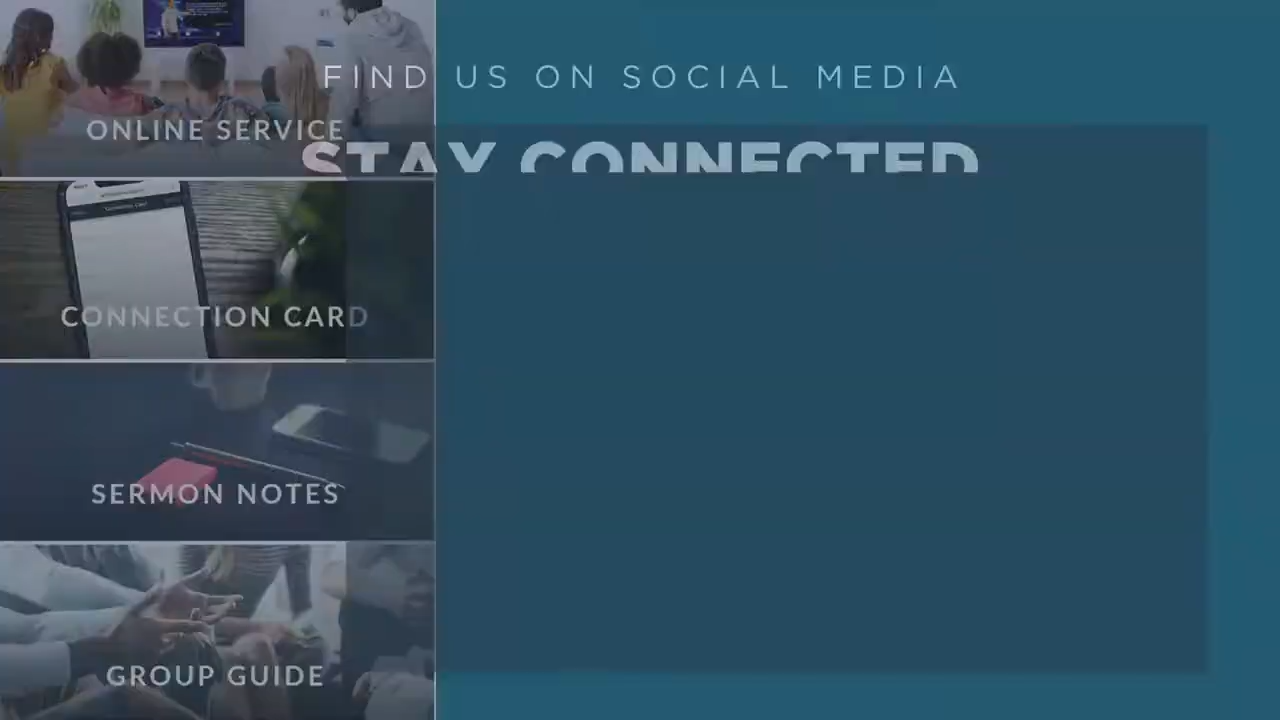 FIND US ON SOCIAL MEDIA
ONLINE SERVICE
STAY CONNECTED
CONNECTION CARD
SERMON NOTES
GROUP GUIDE